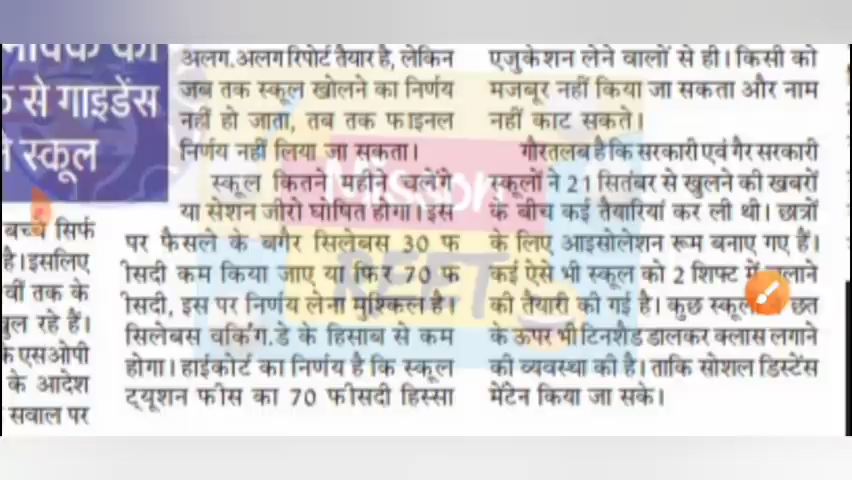 से गाइडेंस
स्कूल
बच्चे सिर्फ
है। इसलिए
वीं तक के
खुल रहे हैं।
एसओपी
के आदेश
सवाल पर
अलग.अलग रिपोर्ट तैयार है, लेकिन
जब तक स्कूल खोलने का निर्णय
नहीं हो जाता, तब तक फाइनल
निर्णय नहीं लिया जा सकता।
स्कूल कितने महीने चलेंगे
या सेशन जीरो घोषित होगा। इस
पर फैसले के बगैर सिलेबस 30 फ
ीसदी कम किया जाए या फिर 70 फ
ीसदी, इस पर निर्णय लेना मुश्किल है।
सिलेबस वर्किंग.डे के हिसाब से कम
होगा। हाईकोर्ट का निर्णय है कि स्कूल
ट्यूशन फीस का 70 फीसदी हिस्सा
एजुकेशन लेने वालों से ही। किसी को
मजबूर नहीं किया जा सकता और नाम
नहीं काट सकते।
गौरतलब है कि सरकारी एवं गैर सरकारी
स्कूलों ने 21 सितंबर से खुलने की खबरों
के बीच कई तैयारियां कर ली थी। छात्रों
के लिए आइसोलेशन रूम बनाए गए हैं।
कई ऐसे भी स्कूल को 2 शिफ्ट में चलाने
की तैयारी की गई है। कुछ स्कूल छत
के ऊपर भी टिनशैड डालकर क्लास लगाने
की व्यवस्था की है। ताकि सोशल डिस्टेंस
मेंटेन किया जा सके।
Mission
REET